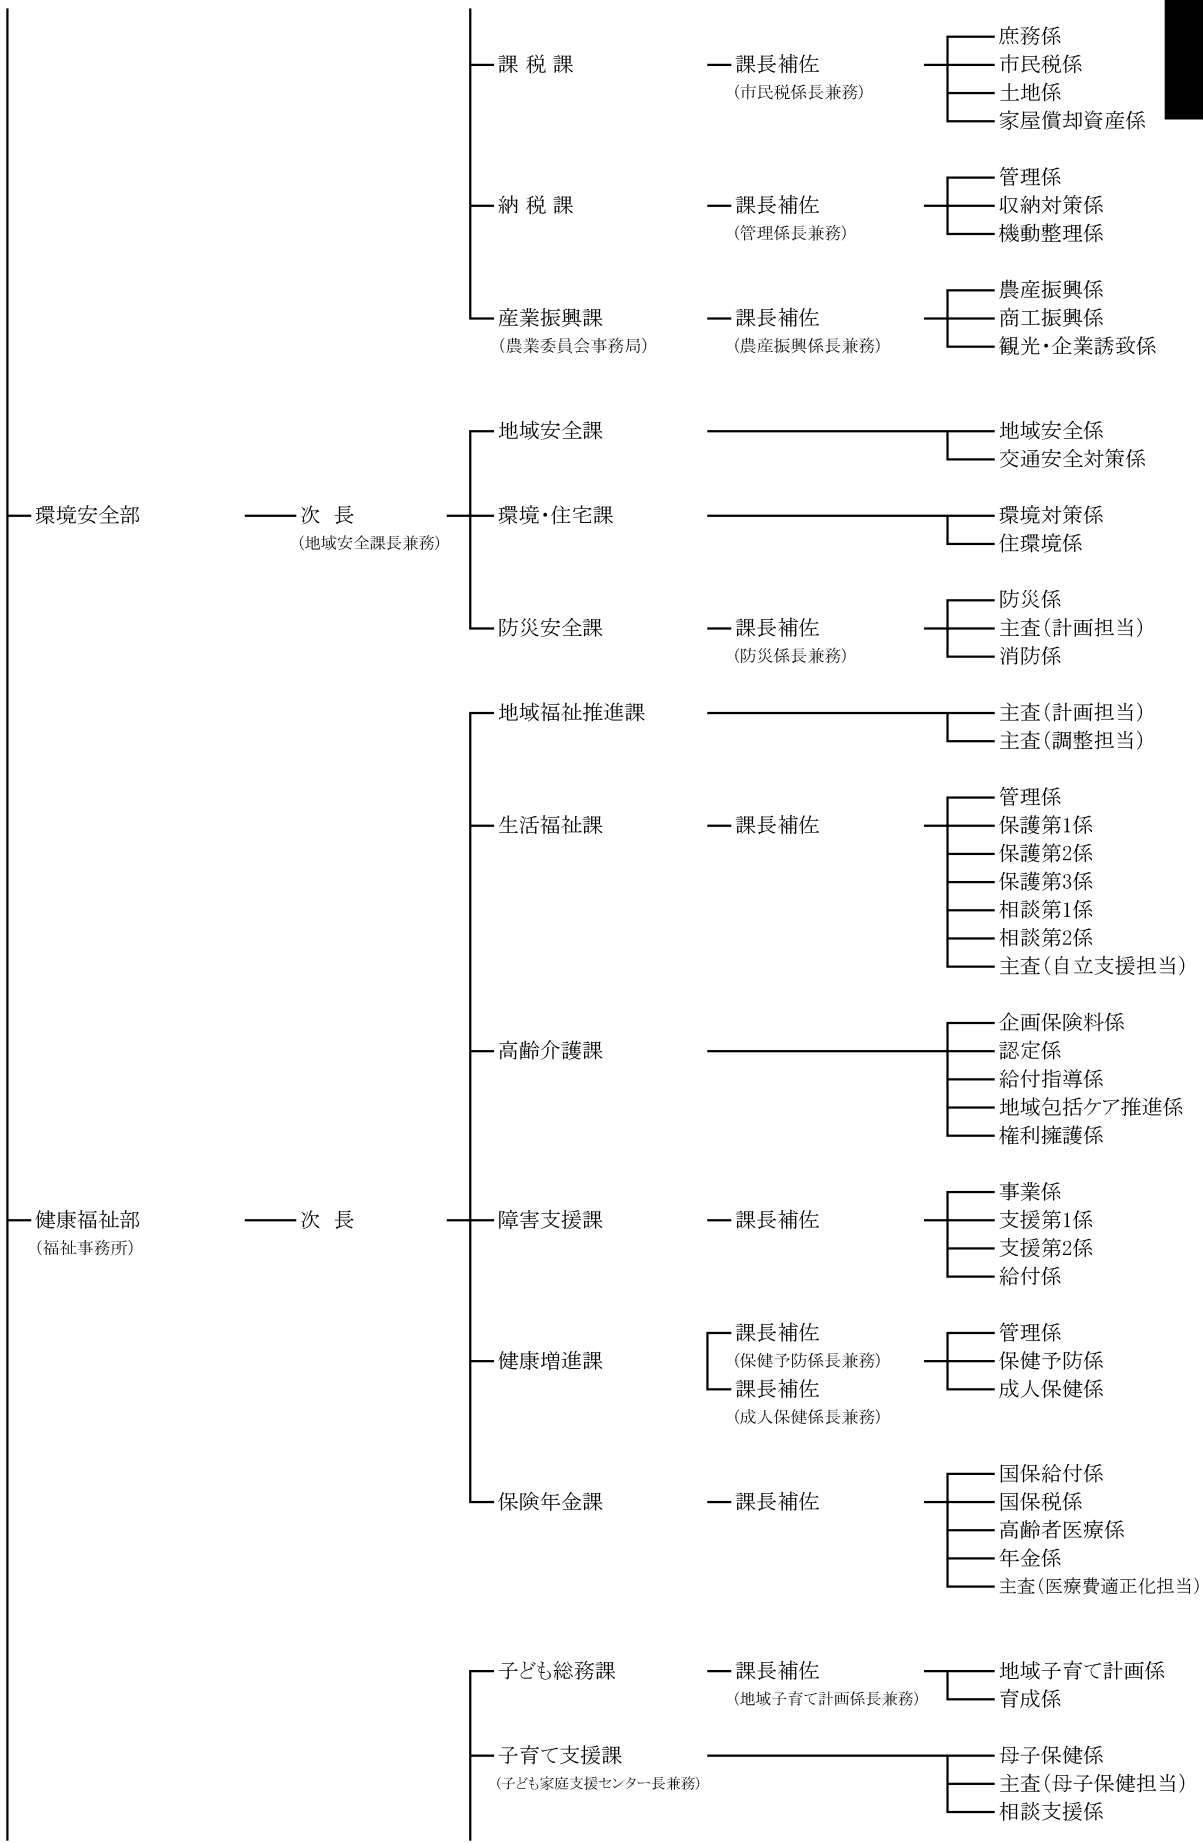 庶務係
課 税 課　課長補佐　市民税係
(市民税係長兼務)　土地係
家屋償却資産係
管理係
納 税 課　課長補佐　収納対策係
(管理係長兼務)　機動整理係
農産振興係
産業振興課　課長補佐　商工振興係
(農業委員会事務局)　(農産振興係長兼務)　観光・企業誘致係
地域安全課　地域安全係
交通安全対策係
環境安全部　次 長　環境・住宅課　環境対策係
(地域安全課長兼務)　住環境係
防災係
防災安全課　課長補佐　主査(計画担当)
(防災係長兼務)　消防係
地域福祉推進課　主査(計画担当)
主査(調整担当)
管理係
生活福祉課　課長補佐　保護第1係
保護第2係
保護第3係
相談第1係
相談第2係
主査(自立支援担当)
企画保険料係
高齢介護課　認定係
給付指導係
地域包括ケア推進係
権利擁護係
事業係
健康福祉部　次 長　障害支援課　課長補佐　支援第1係
(福祉事務所)　支援第2係
給付係
課長補佐　管理係
健康増進課　(保健予防係長兼務)　保健予防係
課長補佐　成人保健係
(成人保健係長兼務)
国保給付係
保険年金課　課長補佐　国保税係
高齢者医療係
年金係
主査(医療費適正化担当)
子ども総務課　課長補佐　地域子育て計画係
(地域子育て計画係長兼務)　育成係
子育て支援課　母子保健係
(子ども家庭支援センター長兼務)　主査(母子保健担当)
相談支援係